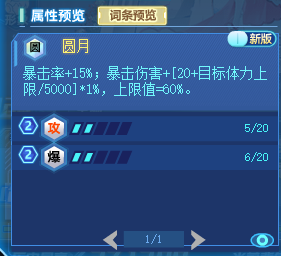 属性预览 词条预览
圆 圆月 新版
暴击率+15%；暴击伤害+[20+目标体力上
限/5000]*1%，上限值=60%。
2 攻 5/20
2 爆 6/20
1/1